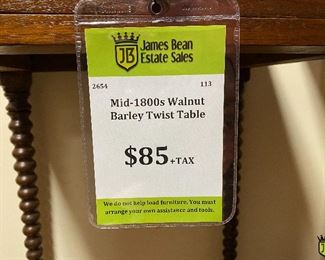 JB
James Bean
Estate Sales
2654 113
Mid-1800s Walnut
Barley Twist Table
$85+TAX
We do not help load furniture. You must
arrange your own assistance and tools.
JB